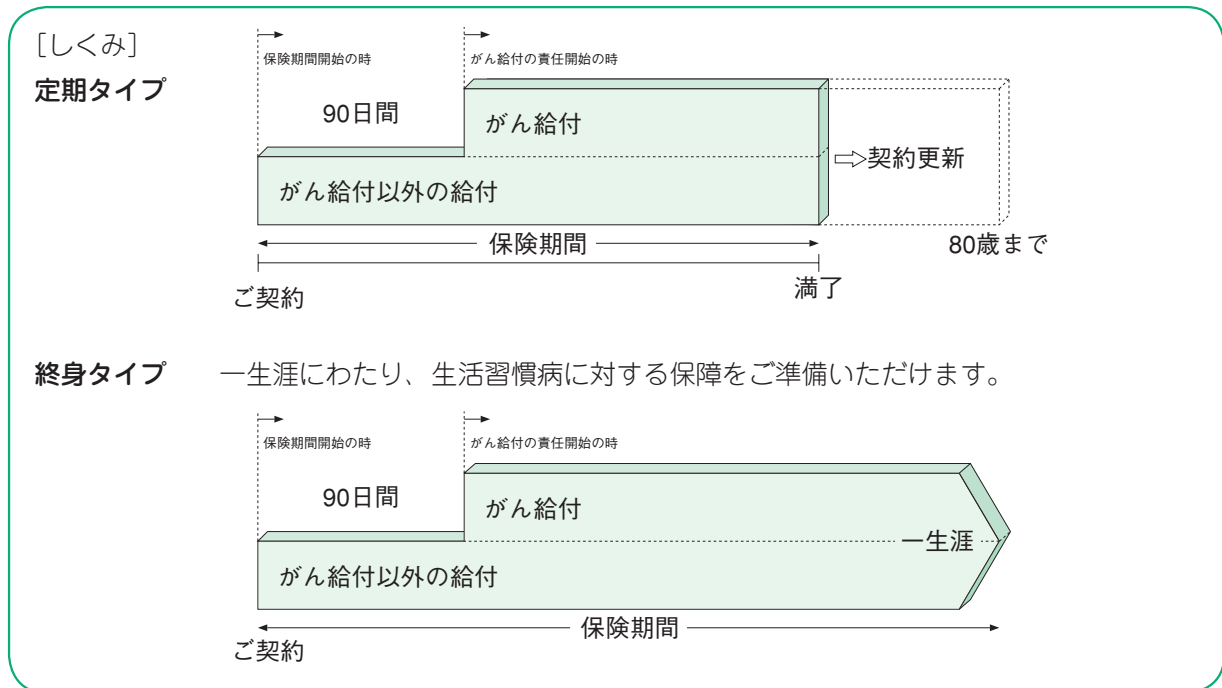 [しくみ]
定期タイプ
保険期間開始の時
がん給付の責任開始の時
90日間
がん給付
がん給付以外の給付
契約更新
保険期間
80歳まで
ご契約
満了
終身タイプ 一生涯にわたり、生活習慣病に対する保障をご準備いただけます。
保険期間開始の時
がん給付の責任開始の時
90日間
がん給付
一生涯
がん給付以外の給付
保険期間
ご契約